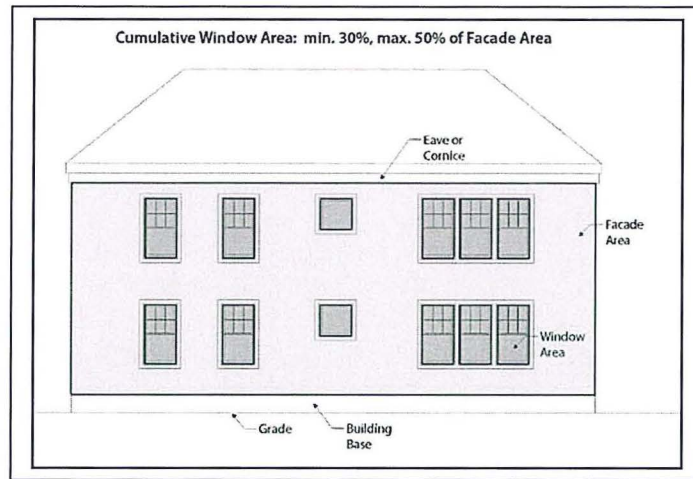 Cumulative Window Area: min. 30%, max. 50% of Facade Area
Eave or
Cornice
Facade
Area
Window
Area
Grade
Building
Base